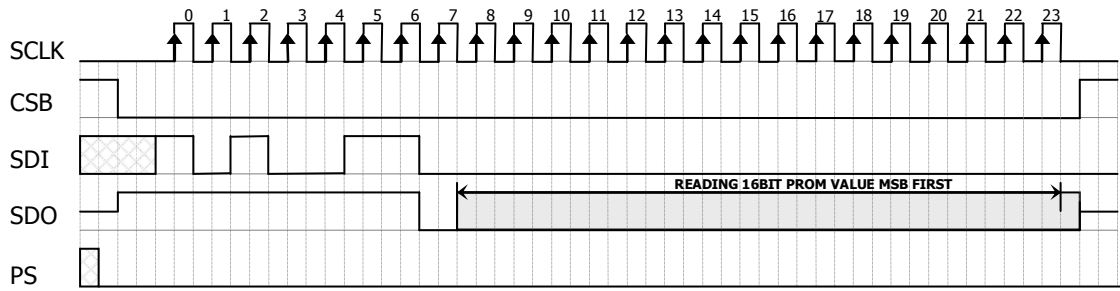 0 1 2 3 4 5 6 7 8 9 10 11 12 13 14 15 16 17 18 19 20 21 22 23
SCLK
CSB
SDI
READING 16BIT PROM VALUE MSB FIRST
SDO
PS